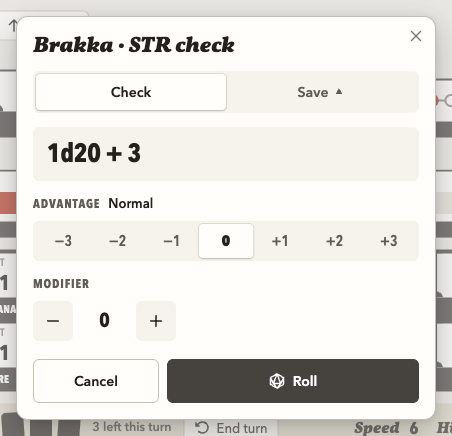 Brakka · STR check
Check
Save ▲
1d20 + 3
ADVANTAGE Normal
−3 −2 −1 0 +1 +2 +3
MODIFIER
− 0 +
Cancel
Roll
3 left this turn
End turn
Speed 6